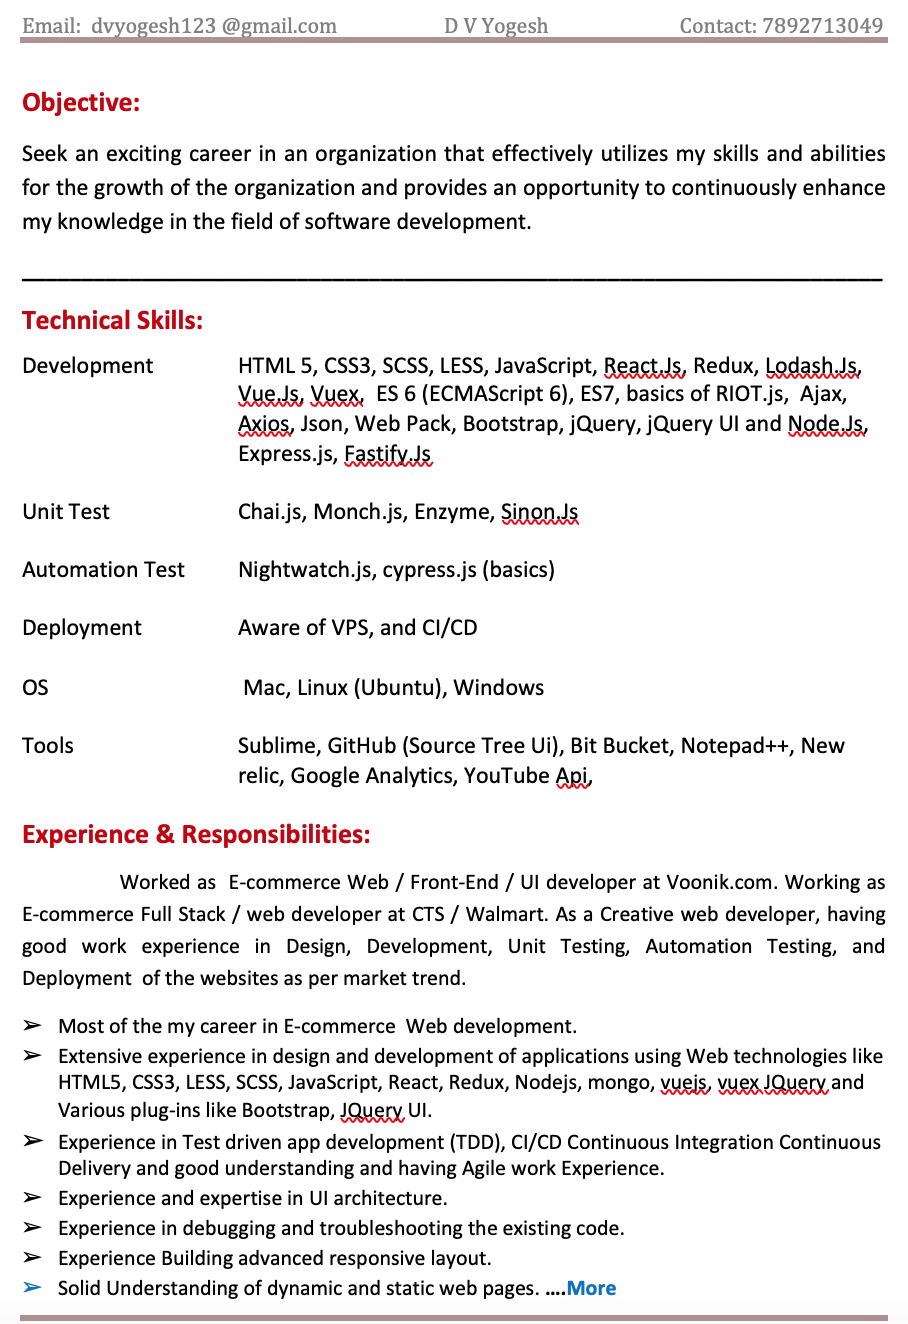 Email: dvyogesh123 @gmail.com D V Yogesh Contact: 7892713049
Objective:
Seek an exciting career in an organization that effectively utilizes my skills and abilities
for the growth of the organization and provides an opportunity to continuously enhance
my knowledge in the field of software development.
Technical Skills:
Development HTML 5, CSS3, SCSS, LESS, JavaScript, React.Js, Redux, Lodash.Js,
Vue.Js, Vuex, ES 6 (ECMAScript 6), ES7, basics of RIOT.js, Ajax,
Axios, Json, Web Pack, Bootstrap, jQuery, jQuery UI and Node.Js,
Express.js, Fastify.Js
Unit Test Chai.js, Monch.js, Enzyme, Sinon.Js
Automation Test Nightwatch.js, cypress.js (basics)
Deployment Aware of VPS, and CI/CD
OS Mac, Linux (Ubuntu), Windows
Tools Sublime, GitHub (Source Tree Ui), Bit Bucket, Notepad++, New
relic, Google Analytics, YouTube Api,
Experience & Responsibilities:
Worked as E-commerce Web / Front-End / UI developer at Voonik.com. Working as
E-commerce Full Stack / web developer at CTS / Walmart. As a Creative web developer, having
good work experience in Design, Development, Unit Testing, Automation Testing, and
Deployment of the websites as per market trend.
➢ Most of the my career in E-commerce Web development.
➢ Extensive experience in design and development of applications using Web technologies like
HTML5, CSS3, LESS, SCSS, JavaScript, React, Redux, Nodejs, mongo, vuejs, vuex JQuery and
Various plug-ins like Bootstrap, JQuery UI.
➢ Experience in Test driven app development (TDD), CI/CD Continuous Integration Continuous
Delivery and good understanding and having Agile work Experience.
➢ Experience and expertise in UI architecture.
➢ Experience in debugging and troubleshooting the existing code.
➢ Experience Building advanced responsive layout.
➢ Solid Understanding of dynamic and static web pages. ....More